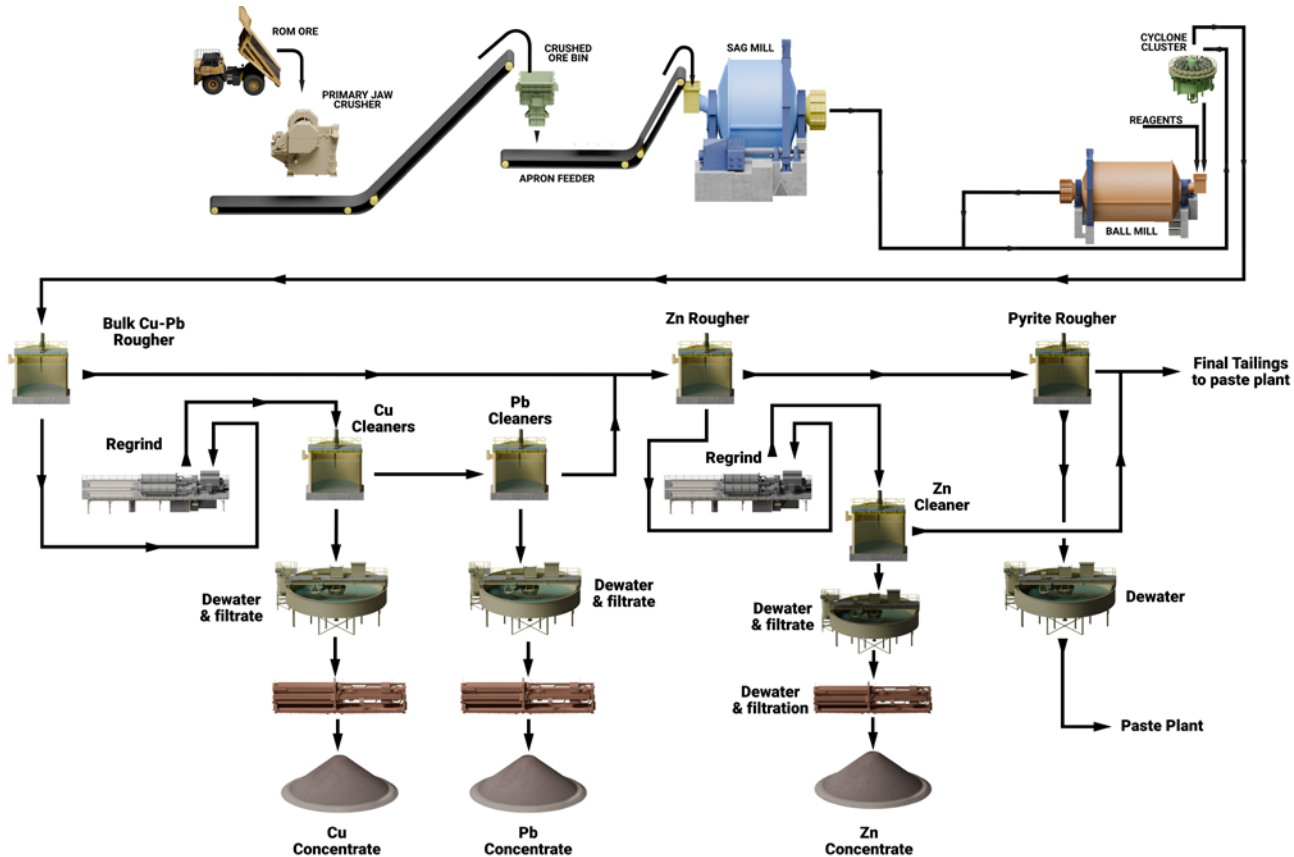 ROM ORE
PRIMARY JAW
CRUSHER
CRUSHED
ORE BIN
APRON FEEDER
SAG MILL
CYCLONE
CLUSTER
REAGENTS
BALL MILL
Bulk Cu-Pb
Rougher
Zn Rougher
Pyrite Rougher
Final Tailings
to paste plant
Regrind
Cu
Cleaners
Pb
Cleaners
Regrind
Zn
Cleaner
Dewater
& filtrate
Dewater
& filtrate
Dewater
& filtrate
Dewater
Dewater
& filtration
Paste Plant
Cu
Concentrate
Pb
Concentrate
Zn
Concentrate